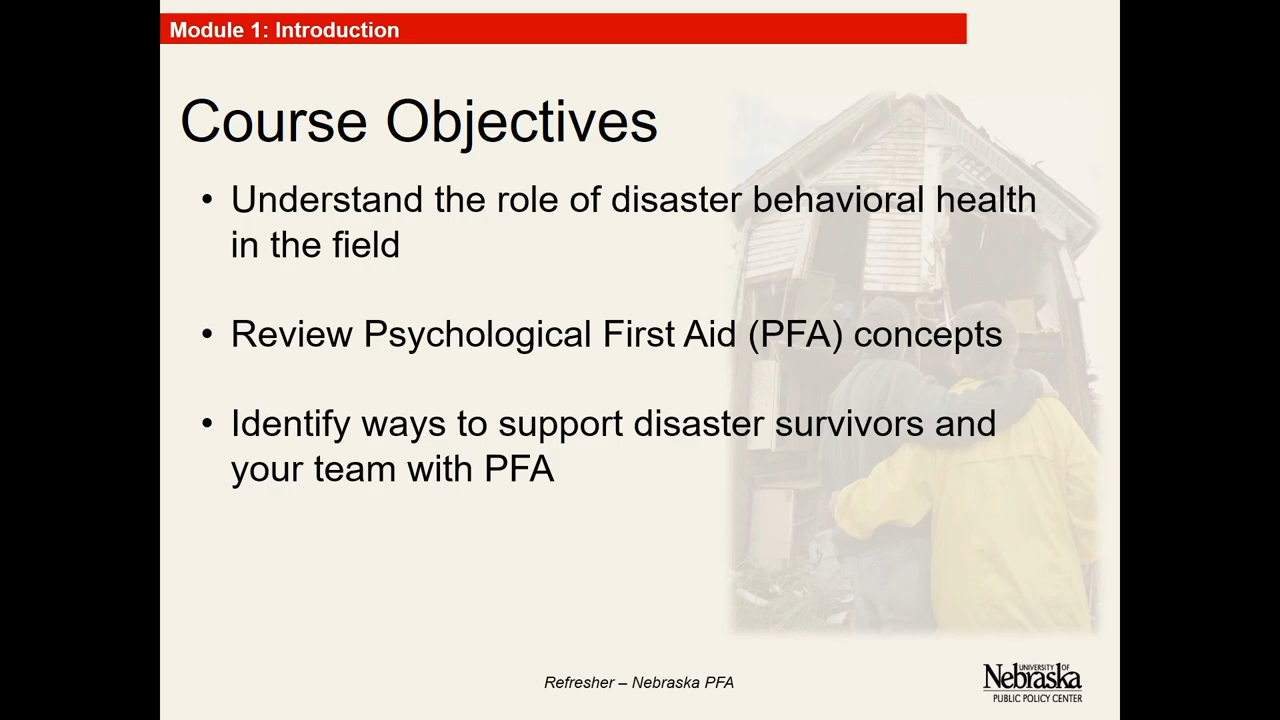 Module 1: Introduction
Course Objectives
• Understand the role of disaster behavioral health
in the field
• Review Psychological First Aid (PFA) concepts
• Identify ways to support disaster survivors and
your team with PFA
Refresher – Nebraska PFA
UNIVERSITY OF
Nebraska
PUBLIC POLICY CENTER